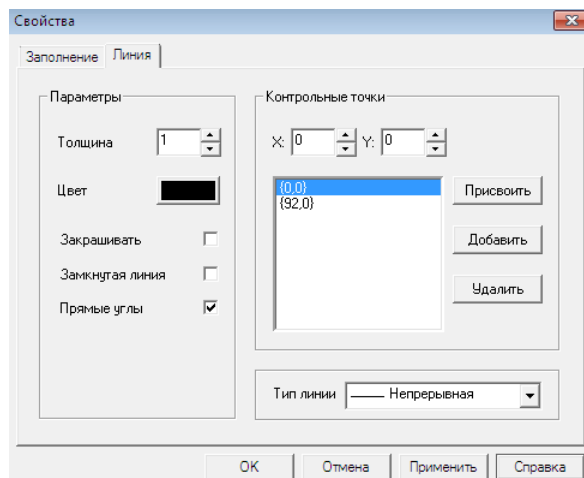 Свойства
Заполнение Линия
Параметры
Толщина 1
Цвет
Закрашивать
Замкнутая линия
Прямые углы
Контрольные точки
X: 0 Y: 0
{0,0}
{92,0}
Присвоить
Добавить
Удалить
Тип линии Непрерывная
OK Отмена Применить Справка